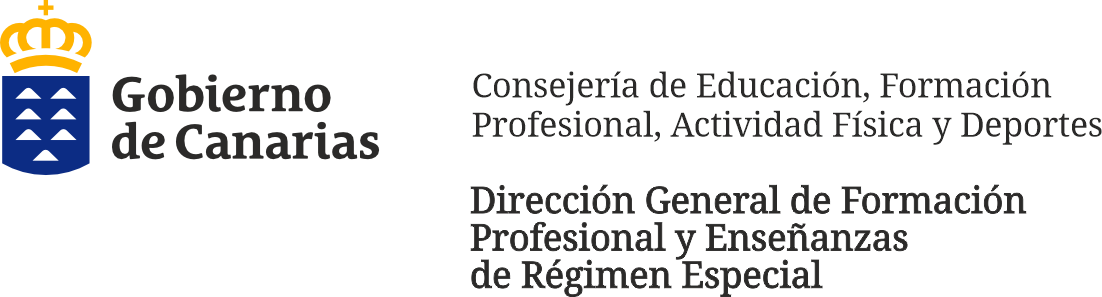 Gobierno
de Canarias
Consejería de Educación, Formación
Profesional, Actividad Física y Deportes
Dirección General de Formación
Profesional y Enseñanzas
de Régimen Especial